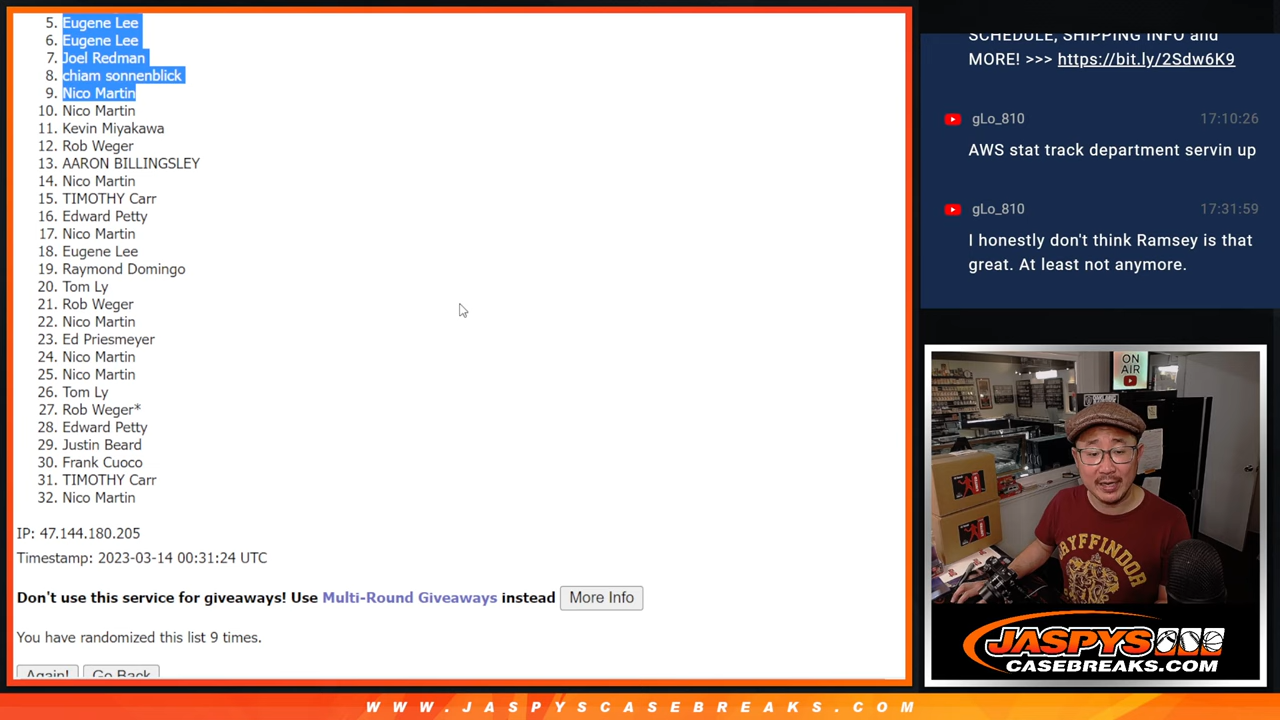 5. Eugene Lee
6. Eugene Lee
7. Joel Redman
8. chiam sonnenblick
9. Nico Martin
10. Nico Martin
11. Kevin Miyakawa
12. Rob Weger
13. AARON BILLINGSLEY
14. Nico Martin
15. TIMOTHY Carr
16. Edward Petty
17. Nico Martin
18. Eugene Lee
19. Raymond Domingo
20. Tom Ly
21. Rob Weger
22. Nico Martin
23. Ed Priesmeyer
24. Nico Martin
25. Nico Martin
26. Tom Ly
27. Rob Weger*
28. Edward Petty
29. Justin Beard
30. Frank Cuoco
31. TIMOTHY Carr
32. Nico Martin
IP: 47.144.180.205
Timestamp: 2023-03-14 00:31:24 UTC
Don't use this service for giveaways! Use Multi-Round Giveaways instead More Info
You have randomized this list 9 times.
Again! Go Back
SCHEDULE, SHIPPING INFO and
MORE! >>> https://bit.ly/2Sdw6K9
gLo_810 17:10:26
AWS stat track department servin up
gLo_810 17:31:59
I honestly don't think Ramsey is that
great. At least not anymore.
ON
AIR
GRYFFINDOR
JASPYS
CASEBREAKS.COM
WWW.JASPYSCASEBREAKS.COM